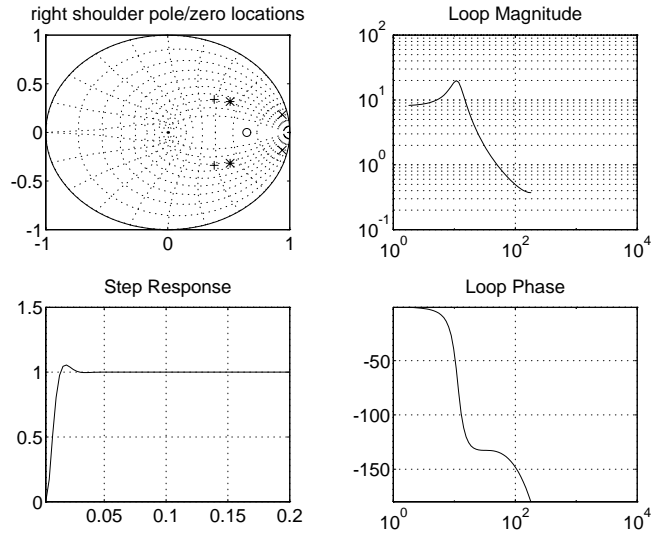 right shoulder pole/zero locations
1
0.5
0
-0.5
-1
-1 0 1
Loop Magnitude
10^2
10^1
10^0
10^-1
10^0 10^2 10^4
Step Response
1.5
1
0.5
0
0.05 0.1 0.15 0.2
Loop Phase
-50
-100
-150
10^0 10^2 10^4